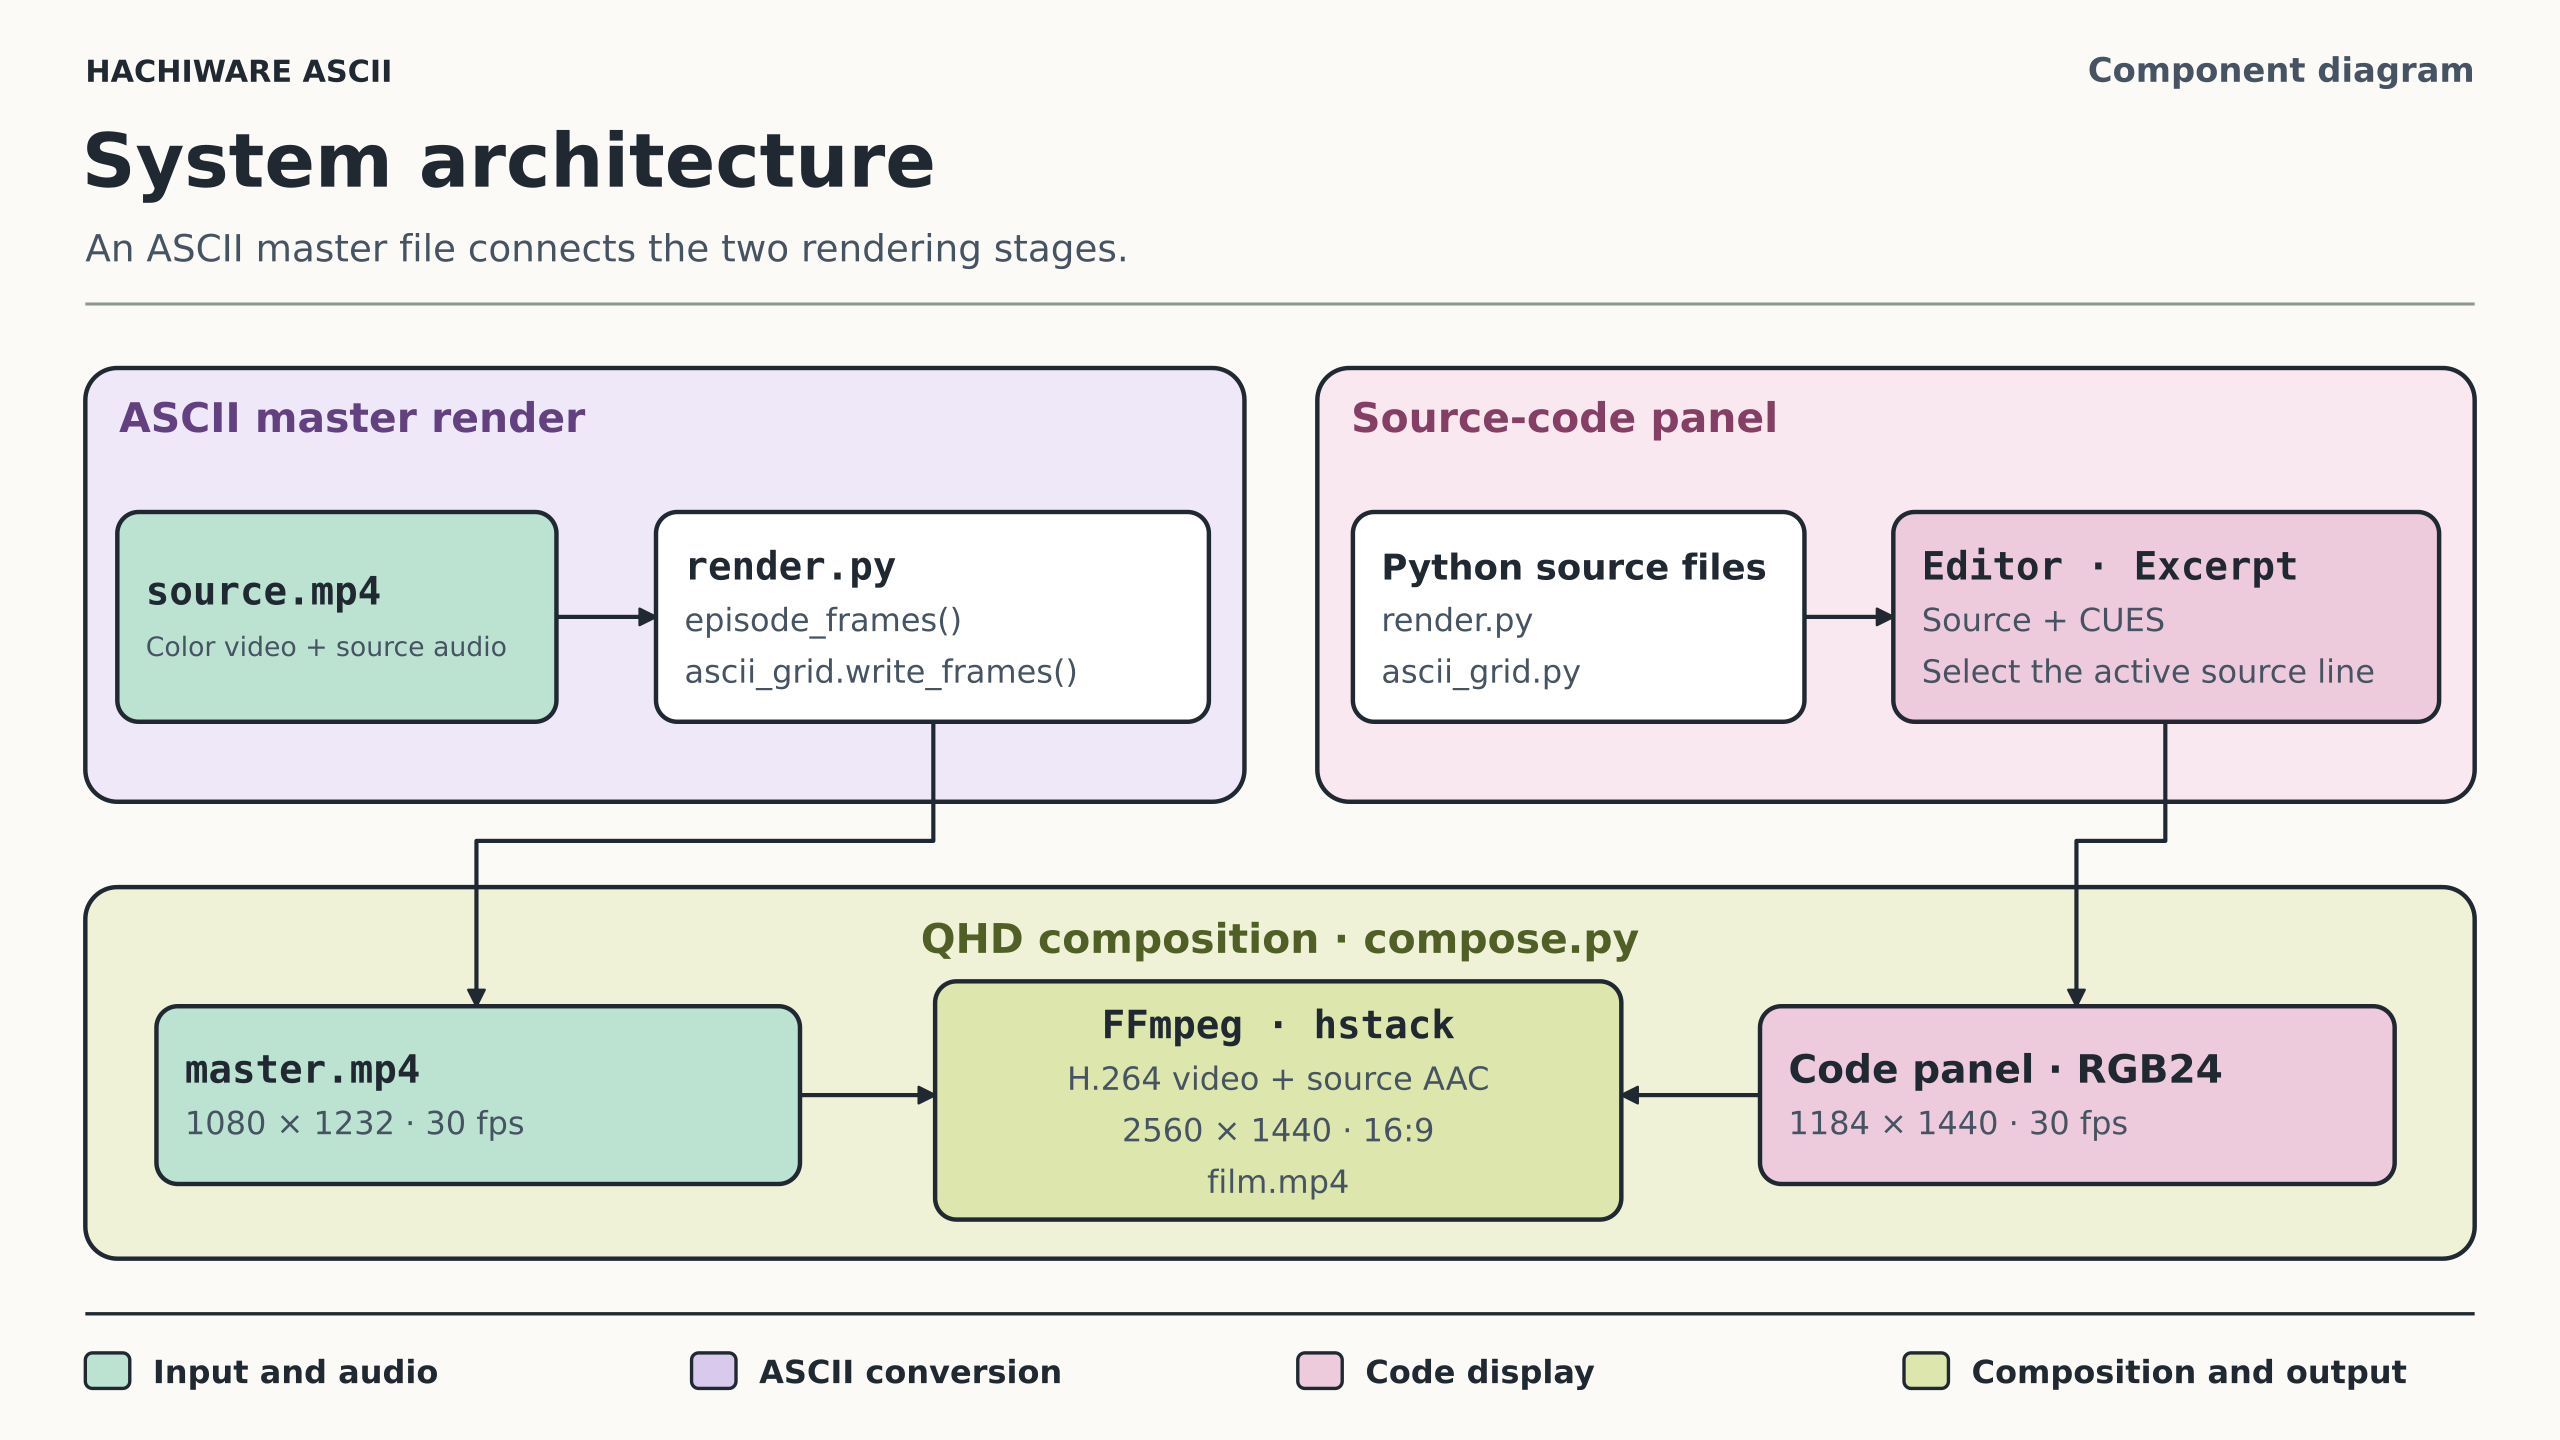 HACHIWARE ASCII
Component diagram
System architecture
An ASCII master file connects the two rendering stages.
ASCII master render
source.mp4
Color video + source audio
render.py
episode_frames()
ascii_grid.write_frames()
Source-code panel
Python source files
render.py
ascii_grid.py
Editor · Excerpt
Source + CUES
Select the active source line
QHD composition · compose.py
master.mp4
1080 × 1232 · 30 fps
FFmpeg · hstack
H.264 video + source AAC
2560 × 1440 · 16:9
film.mp4
Code panel · RGB24
1184 × 1440 · 30 fps
Input and audio
ASCII conversion
Code display
Composition and output